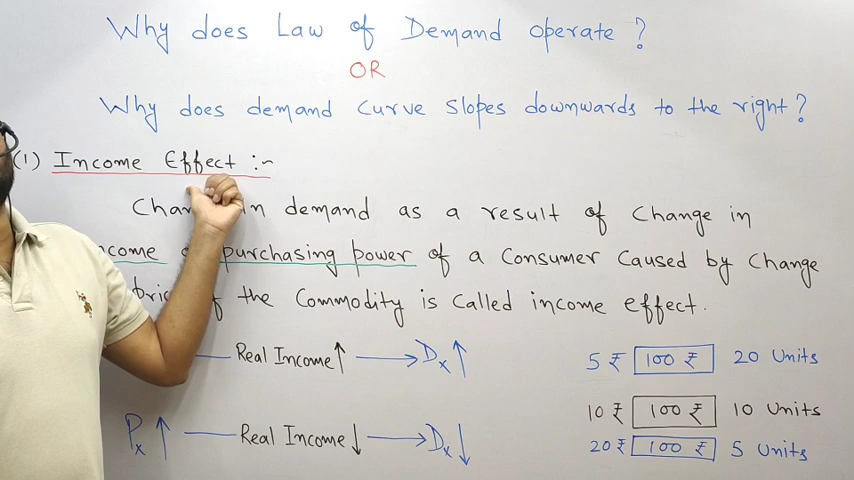 Why does Law of Demand operate ?
OR
Why does demand curve slopes downwards to the right?
(1) Income Effect :-
in demand as a result of change in
purchasing power of a consumer caused by change
the commodity is called income effect.
— Real Income ↑ → Dx ↑
5 ₹ 100 ₹ 20 Units
10 ₹ 100 ₹ 10 Units
Px ↑ — Real Income ↓ → Dx ↓
20 ₹ 100 ₹ 5 Units